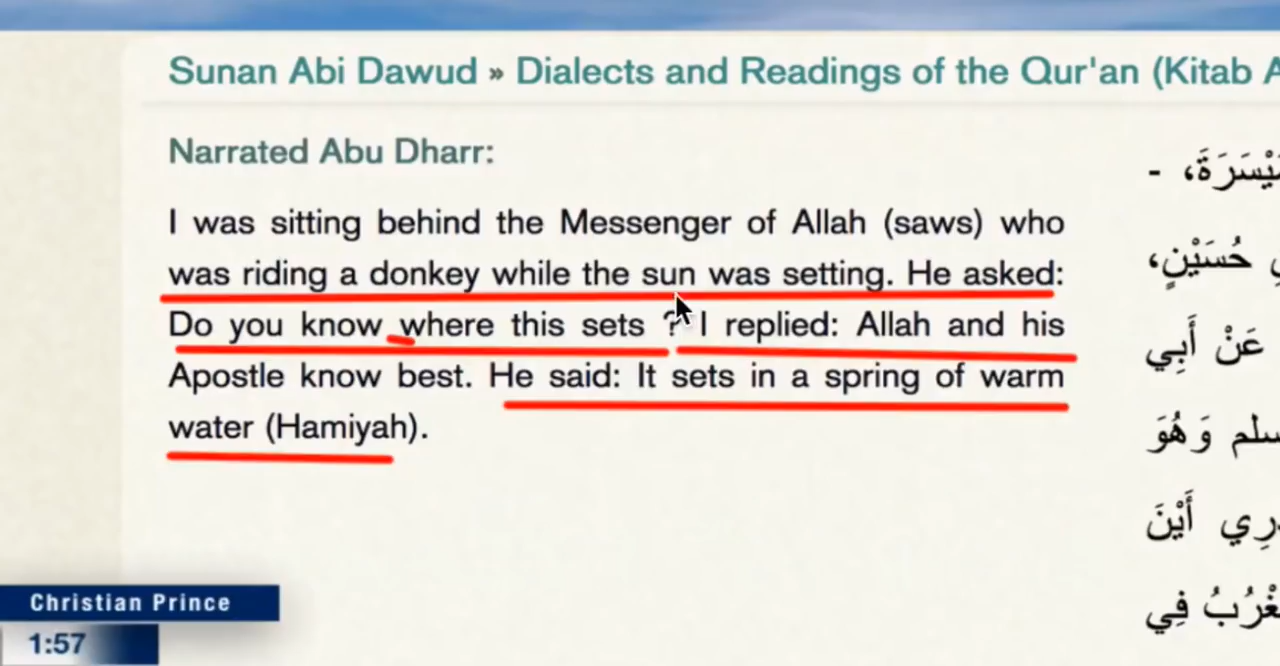 Sunan Abi Dawud » Dialects and Readings of the Qur'an (Kitab A
Narrated Abu Dharr:
I was sitting behind the Messenger of Allah (saws) who
was riding a donkey while the sun was setting. He asked:
Do you know where this sets ? I replied: Allah and his
Apostle know best. He said: It sets in a spring of warm
water (Hamiyah).
مَيْسَرَةَ، -
حُسَيْنٍ،
عَنْ أَبِي
وَهُوَ
أَيْنَ
فِي
Christian Prince
1:57